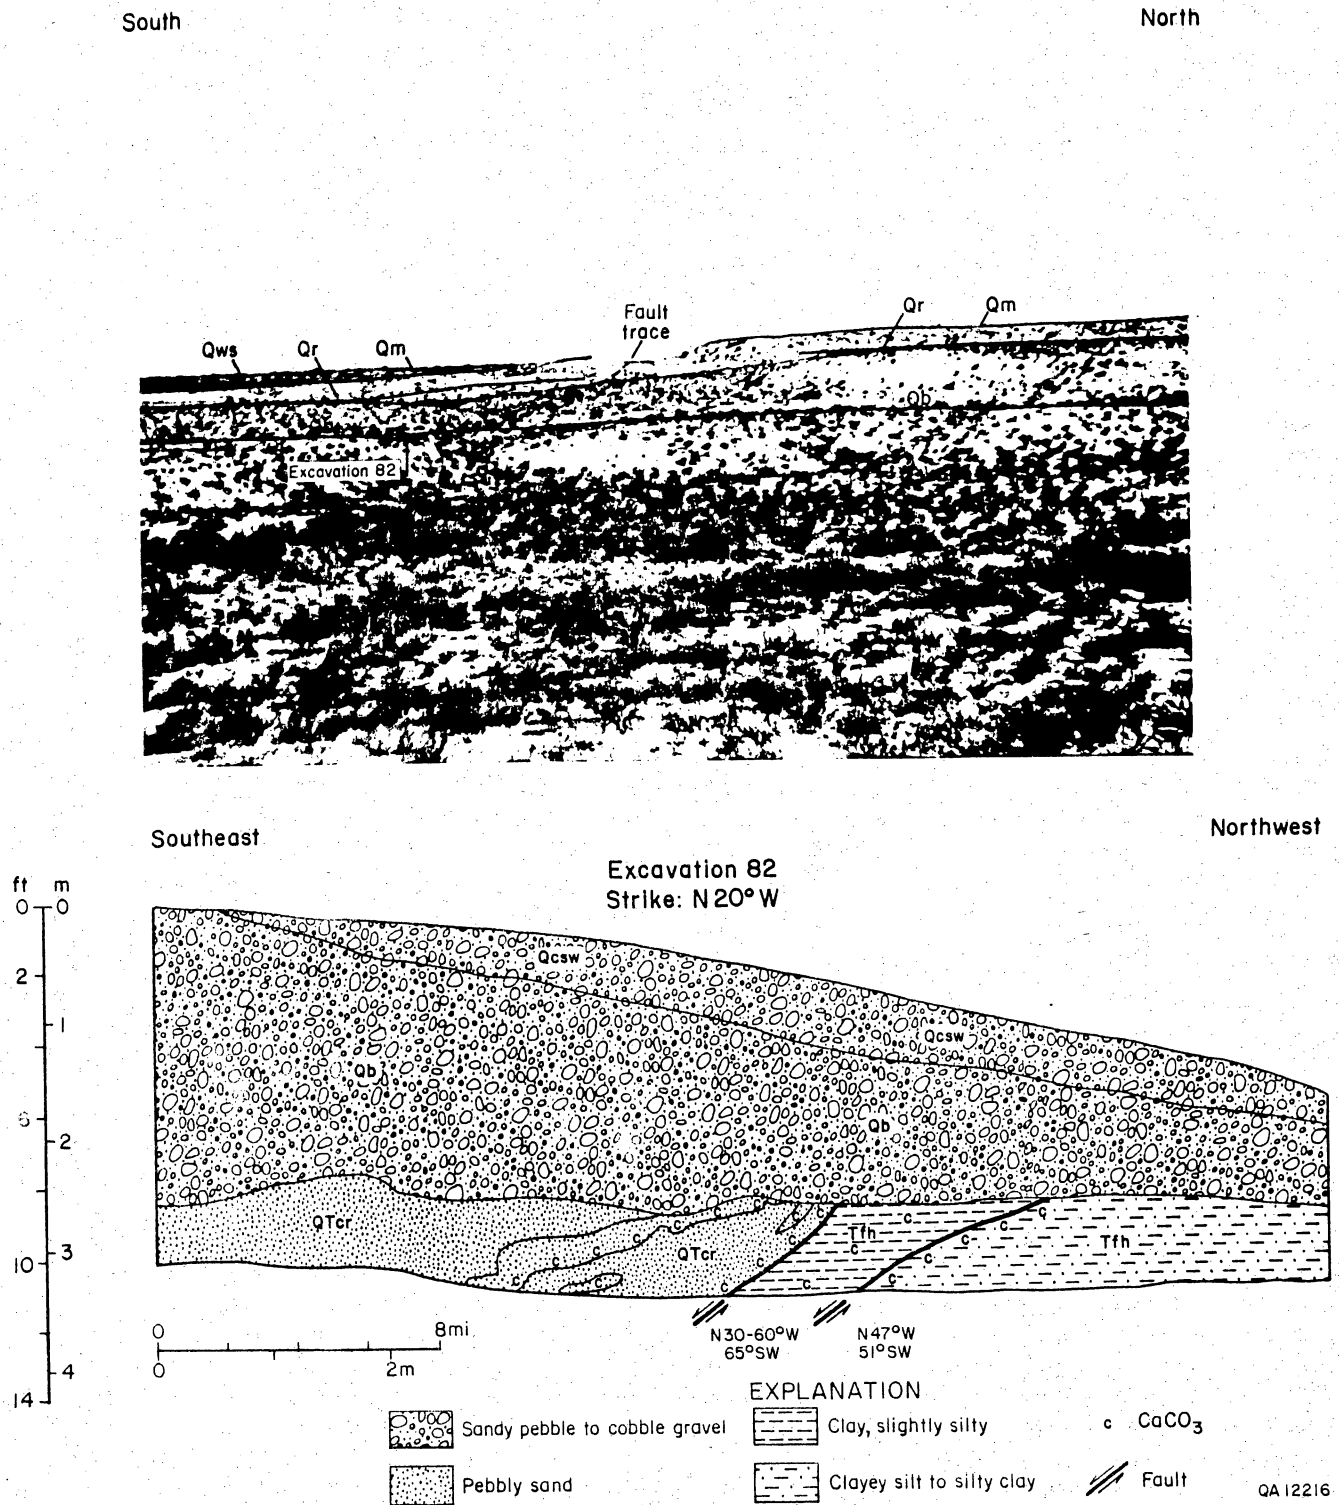 South
North
Fault
trace
Qr
Qm
Qws
Qr
Qm
Qb
Excavation 82
Southeast
Northwest
Excavation 82
Strike: N20°W
ft m
0 0
2
1
6
2
10
3
4
14
Qcsw
Qcsw
Qb
Qb
QTcr
QTcr
Tfh
Tfh
c c c c c c c c c c c c c c c c c c c c
0 8mi
0 2m
N30-60°W
65°SW
N47°W
51°SW
EXPLANATION
Sandy pebble to cobble gravel
Clay, slightly silty
c CaCO₃
Pebbly sand
Clayey silt to silty clay
Fault
QA12216